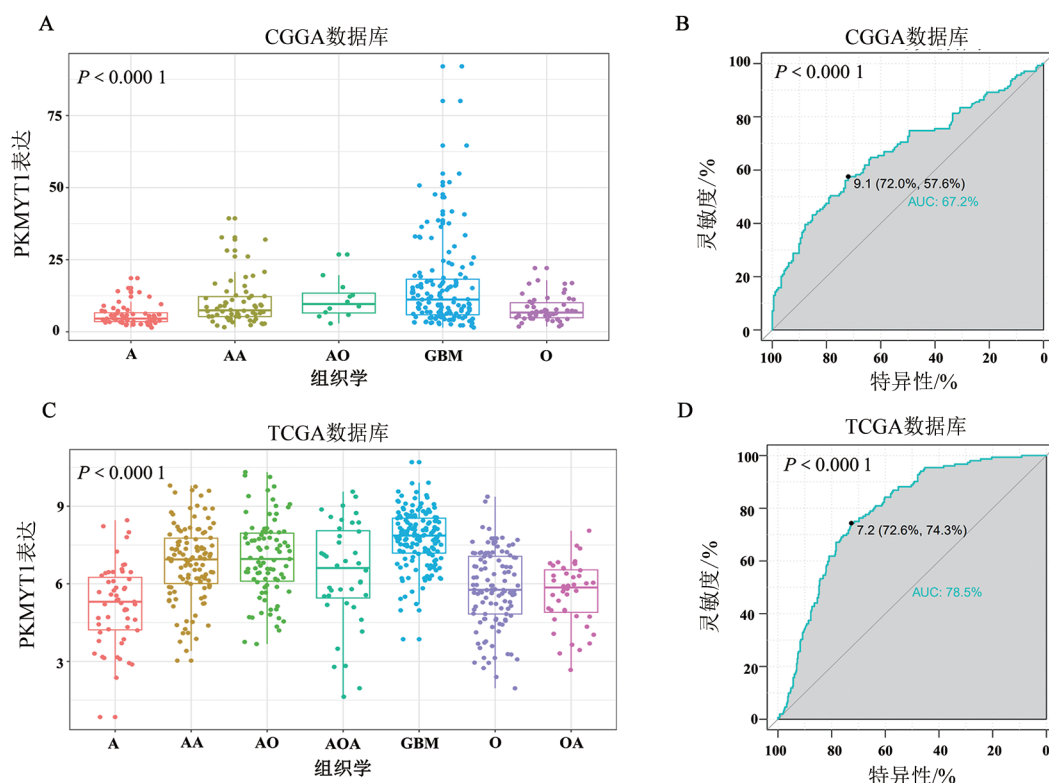 A
CGGA数据库
P < 0.000 1
PKMYT1表达
75
50
25
0
A AA AO GBM O
组织学
B
CGGA数据库
P < 0.000 1
灵敏度/%
100
80
60
40
20
0
9.1 (72.0%, 57.6%)
AUC: 67.2%
100 80 60 40 20 0
特异性/%
C
TCGA数据库
P < 0.000 1
PKMYT1表达
9
6
3
A AA AO AOA GBM O OA
组织学
D
TCGA数据库
P < 0.000 1
灵敏度/%
100
80
60
40
20
0
7.2 (72.6%, 74.3%)
AUC: 78.5%
100 80 60 40 20 0
特异性/%